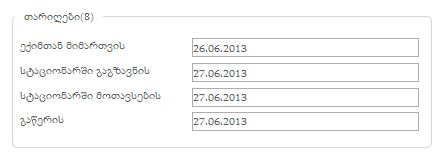 თარიღები(8)
ექიმთან მიმართვის 26.06.2013
სტაციონარში გაგზავნის 27.06.2013
სტაციონარში მოთავსების 27.06.2013
გაწერის 27.06.2013